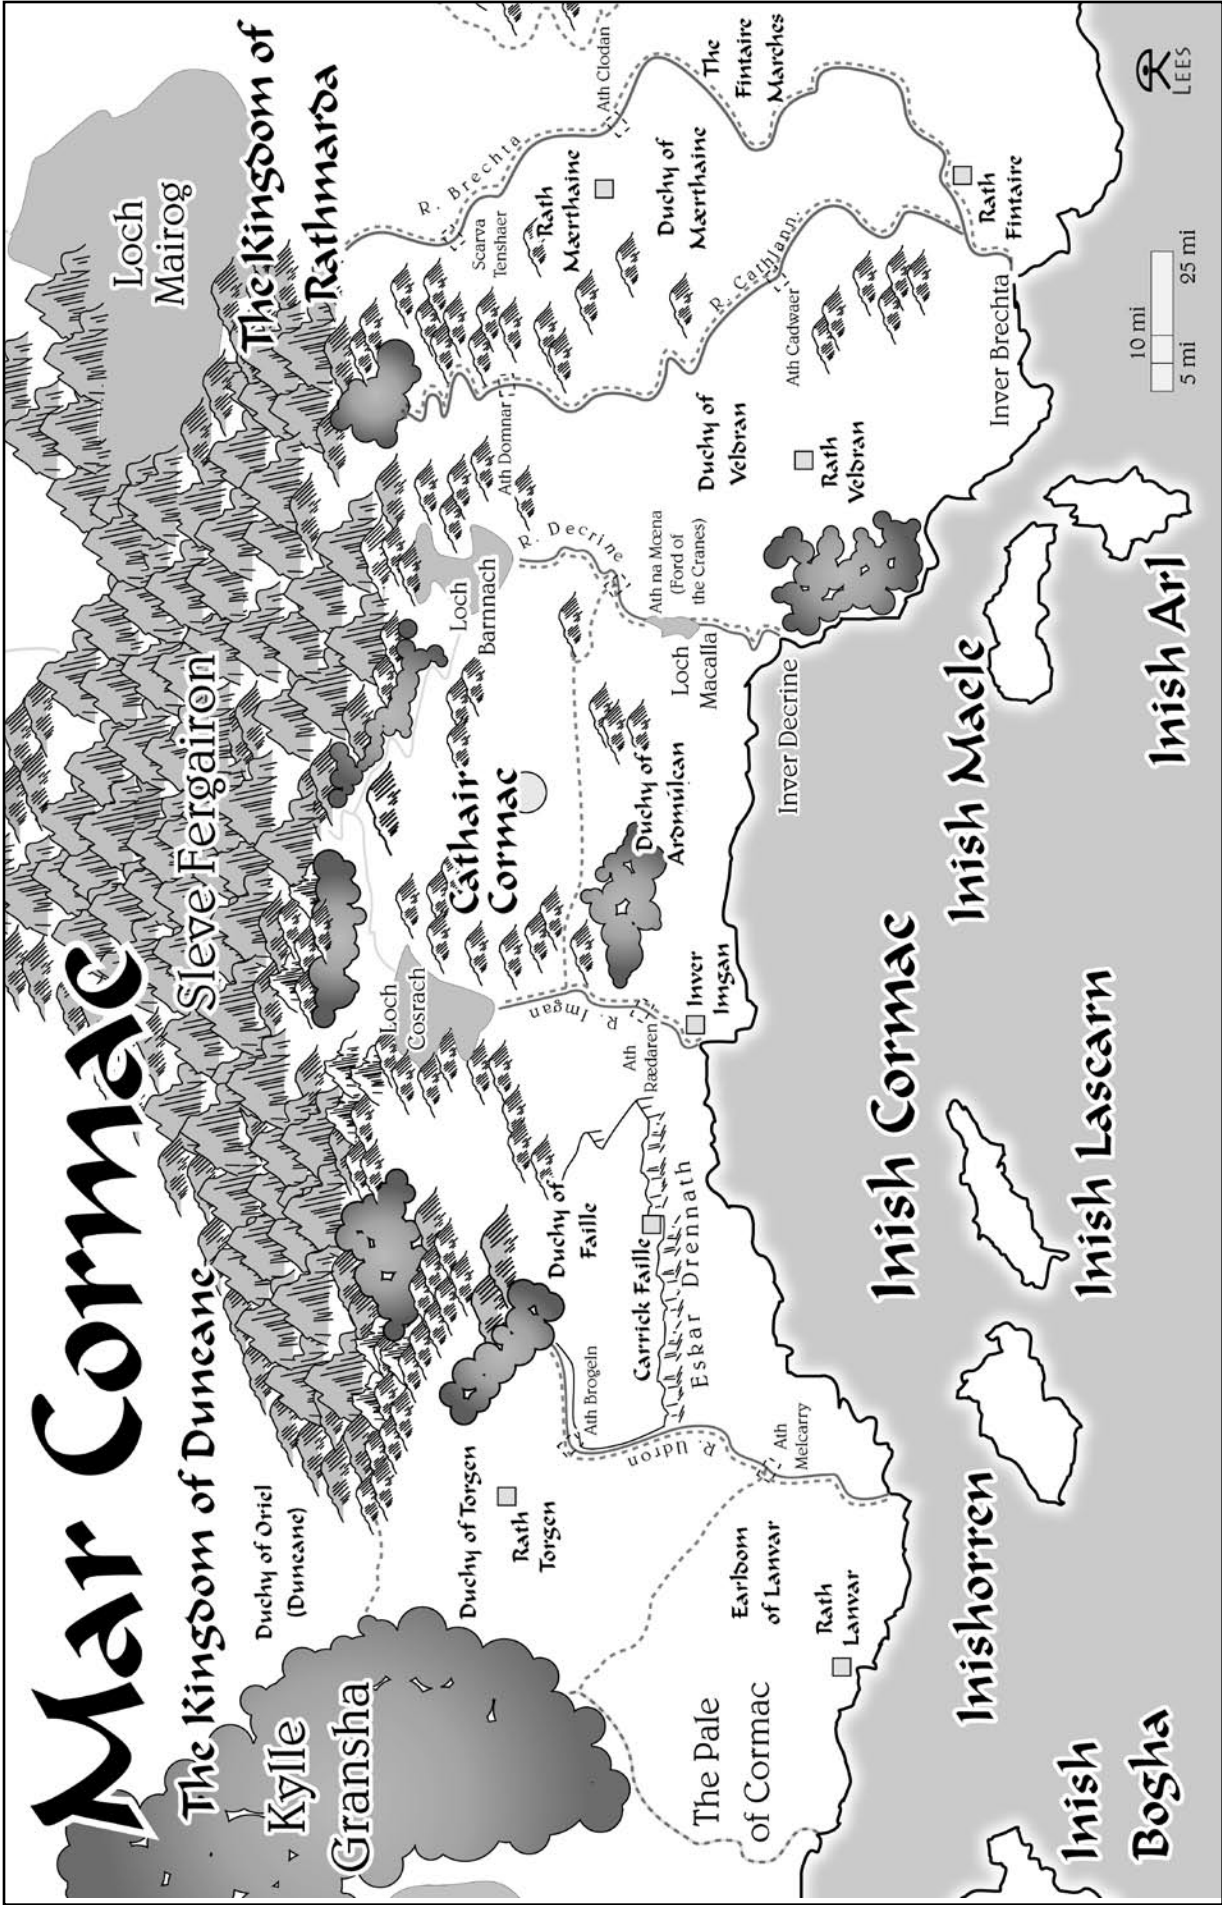 Mar Cormac
The Kingdom of Duneane
Sleve Fergairon
Loch
Mairog
The Kingdom of
Rathmarda
Kylle
Gransha
Duchy of Oriel
(Duneane)
Duchy of Torgen
Rath
Torgen
Ath Brogeln
R. Udron
Ath
Melcarry
Earldom
of Lanvar
Rath
Lanvar
The Pale
of Cormac
Duchy of
Faille
Carrick Faille
Eskar Drennath
Loch
Cosrach
R. Imgan
Ath
Rædaren
Inver
Imgan
Cathair
Cormac
Duchy of
Ardmulcan
Loch
Barnnach
R. Decrine
Ath na Moena
(Ford of
the Cranes)
Loch
Macalla
Inver Decrine
Ath Domnar
Duchy of
Veldran
Rath
Veldran
Ath Cadwaer
R. Cathlann
R. Brechta
Scarva
Tenshaer
Rath
Mærthaine
Duchy of
Mærthaine
Ath Clodan
The
Fintaire
Marches
Rath
Fintaire
Inver Brechta
Inish Cormac
Inish Maele
Inish Arl
Inish Lascarn
Inishorren
Inish
Bogha
10 mi
5 mi
25 mi
LEES